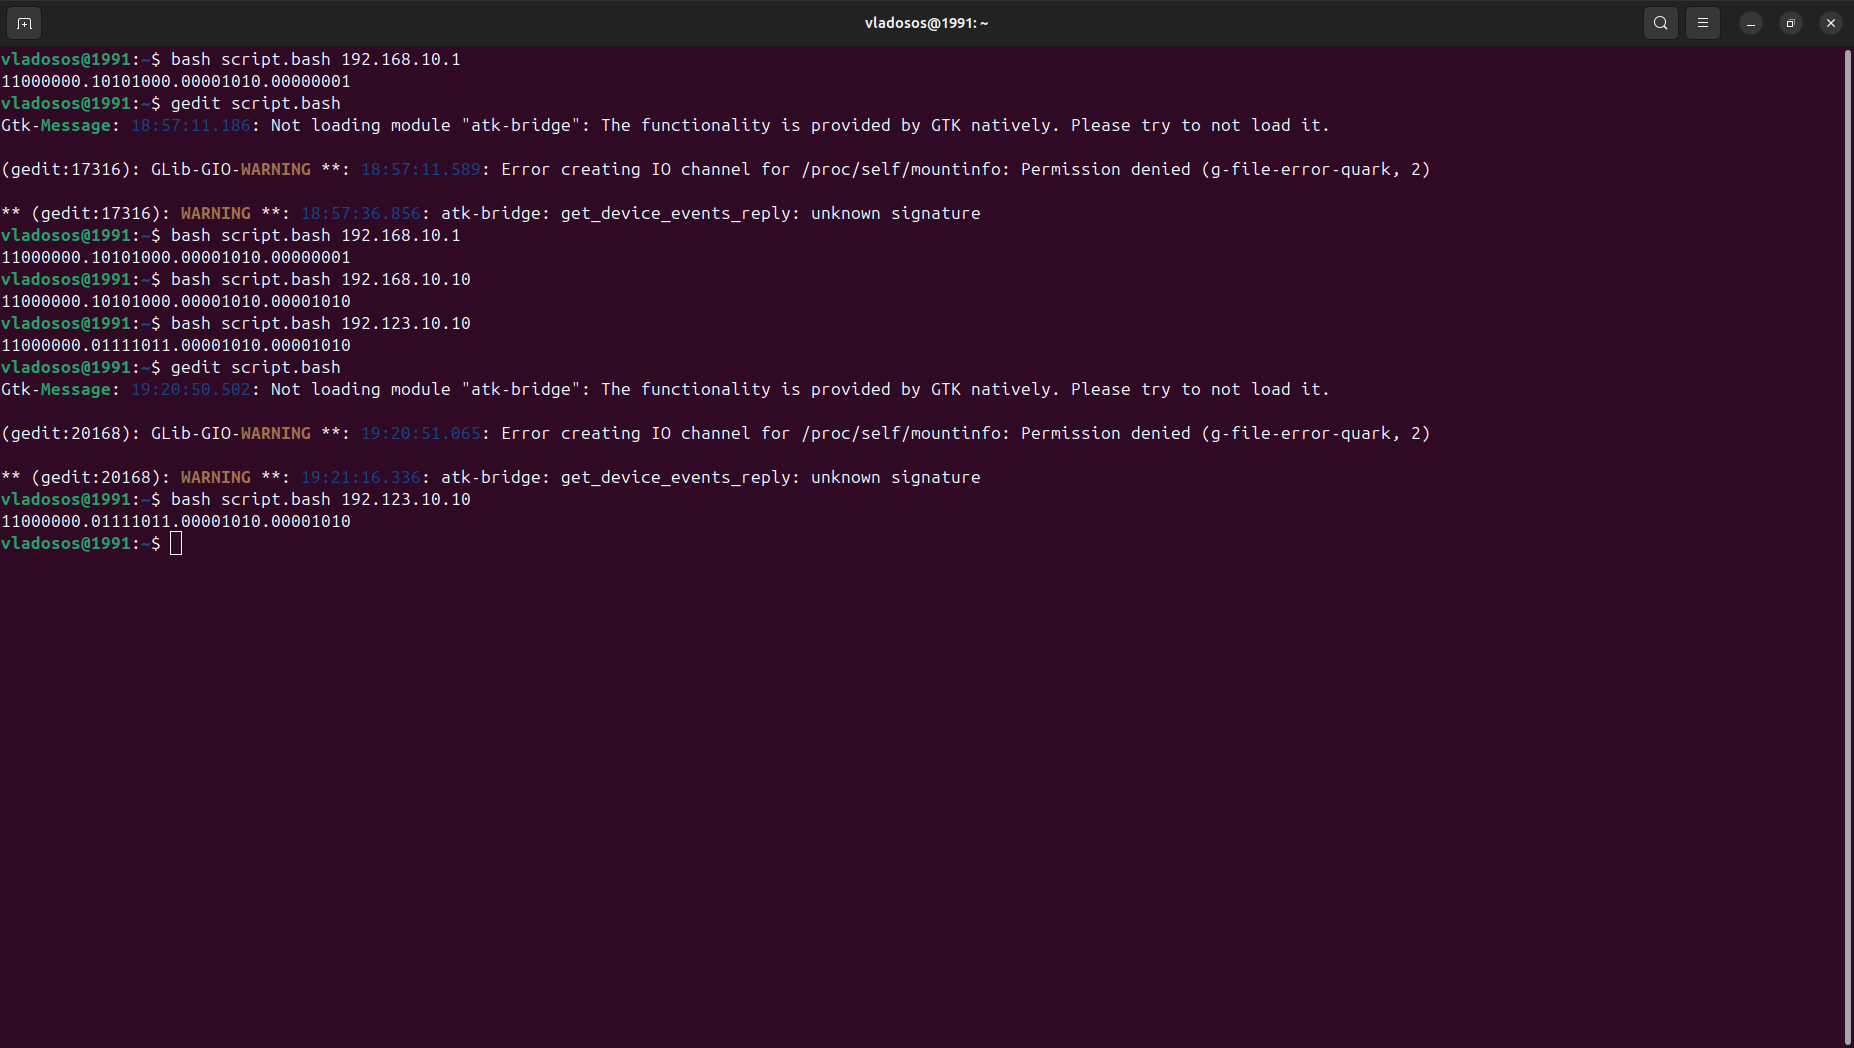 vladosos@1991: ~
vladosos@1991:~$ bash script.bash 192.168.10.1
11000000.10101000.00001010.00000001
vladosos@1991:~$ gedit script.bash
Gtk-Message: 18:57:11.186: Not loading module "atk-bridge": The functionality is provided by GTK natively. Please try to not load it.
(gedit:17316): GLib-GIO-WARNING **: 18:57:11.589: Error creating IO channel for /proc/self/mountinfo: Permission denied (g-file-error-quark, 2)
** (gedit:17316): WARNING **: 18:57:36.856: atk-bridge: get_device_events_reply: unknown signature
vladosos@1991:~$ bash script.bash 192.168.10.1
11000000.10101000.00001010.00000001
vladosos@1991:~$ bash script.bash 192.168.10.10
11000000.10101000.00001010.00001010
vladosos@1991:~$ bash script.bash 192.123.10.10
11000000.01111011.00001010.00001010
vladosos@1991:~$ gedit script.bash
Gtk-Message: 19:20:50.502: Not loading module "atk-bridge": The functionality is provided by GTK natively. Please try to not load it.
(gedit:20168): GLib-GIO-WARNING **: 19:20:51.065: Error creating IO channel for /proc/self/mountinfo: Permission denied (g-file-error-quark, 2)
** (gedit:20168): WARNING **: 19:21:16.336: atk-bridge: get_device_events_reply: unknown signature
vladosos@1991:~$ bash script.bash 192.123.10.10
11000000.01111011.00001010.00001010
vladosos@1991:~$